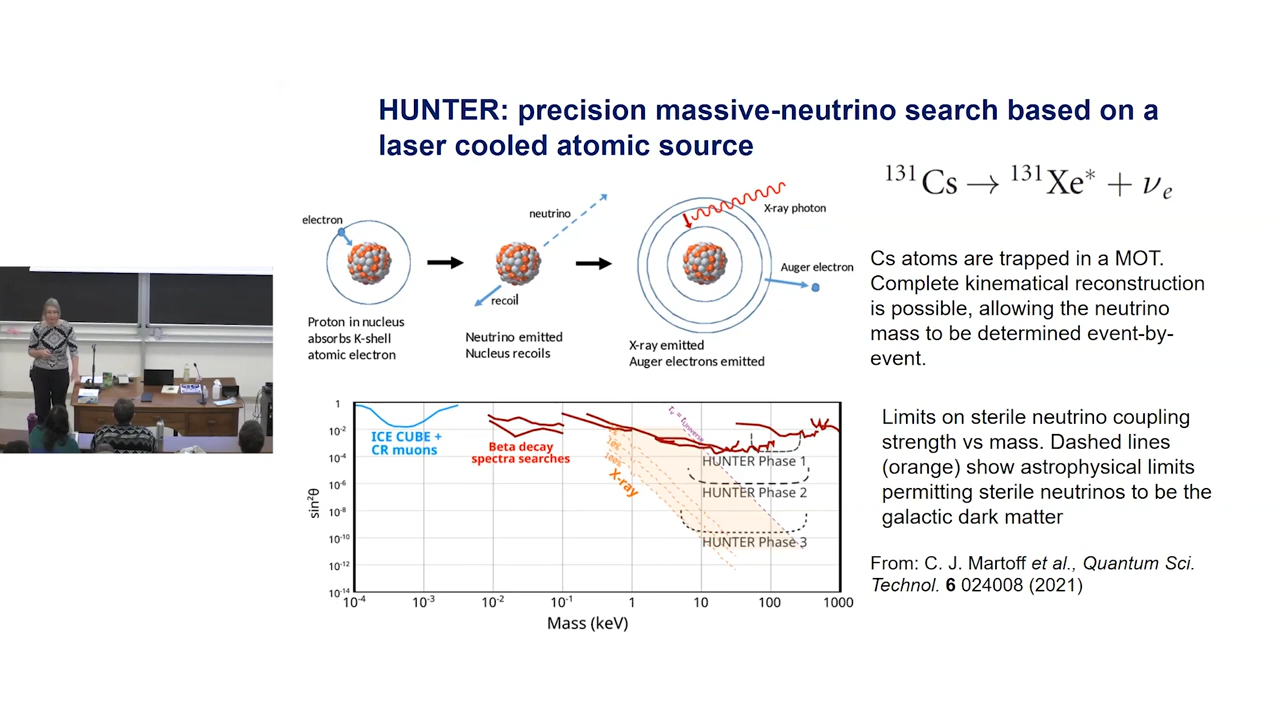 HUNTER: precision massive-neutrino search based on a
laser cooled atomic source
¹³¹Cs → ¹³¹Xe* + νₑ
electron
neutrino
recoil
X-ray photon
Auger electron
Proton in nucleus
absorbs K-shell
atomic electron
Neutrino emitted
Nucleus recoils
X-ray emitted
Auger electrons emitted
Cs atoms are trapped in a MOT.
Complete kinematical reconstruction
is possible, allowing the neutrino
mass to be determined event-by-
event.
1
10⁻²
10⁻⁴
10⁻⁶
10⁻⁸
10⁻¹⁰
10⁻¹²
10⁻¹⁴
sin²θ
ICE CUBE +
CR muons
Beta decay
spectra searches
100%
X-ray
HUNTER Phase 1
HUNTER Phase 2
HUNTER Phase 3
10⁻⁴ 10⁻³ 10⁻² 10⁻¹ 1 10 100 1000
Mass (keV)
Limits on sterile neutrino coupling
strength vs mass. Dashed lines
(orange) show astrophysical limits
permitting sterile neutrinos to be the
galactic dark matter
From: C. J. Martoff et al., Quantum Sci.
Technol. 6 024008 (2021)